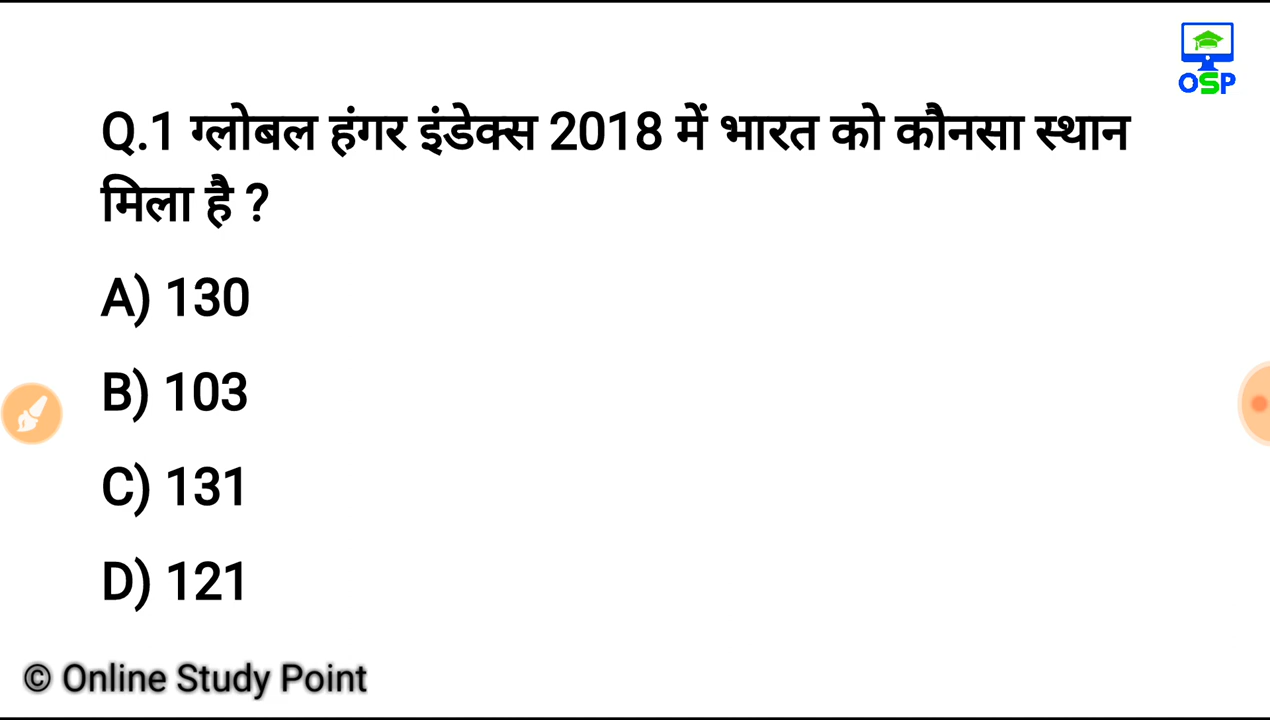 OSP
Q.1 ग्लोबल हंगर इंडेक्स 2018 में भारत को कौनसा स्थान
मिला है ?
A) 130
B) 103
C) 131
D) 121
© Online Study Point